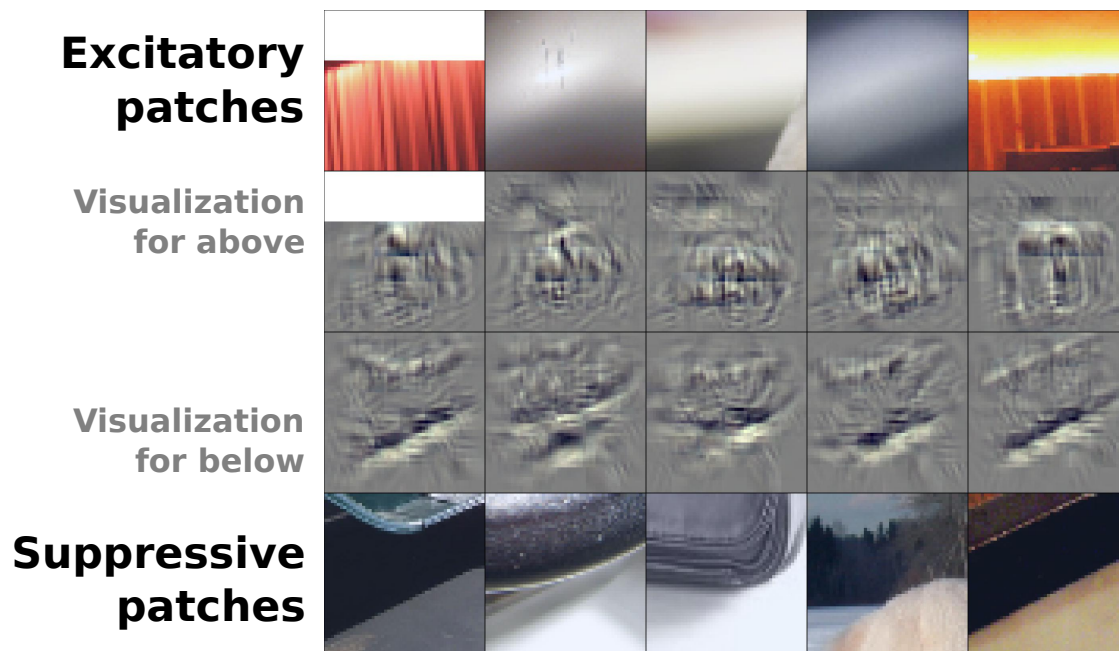 Excitatory
patches
Visualization
for above
Visualization
for below
Suppressive
patches